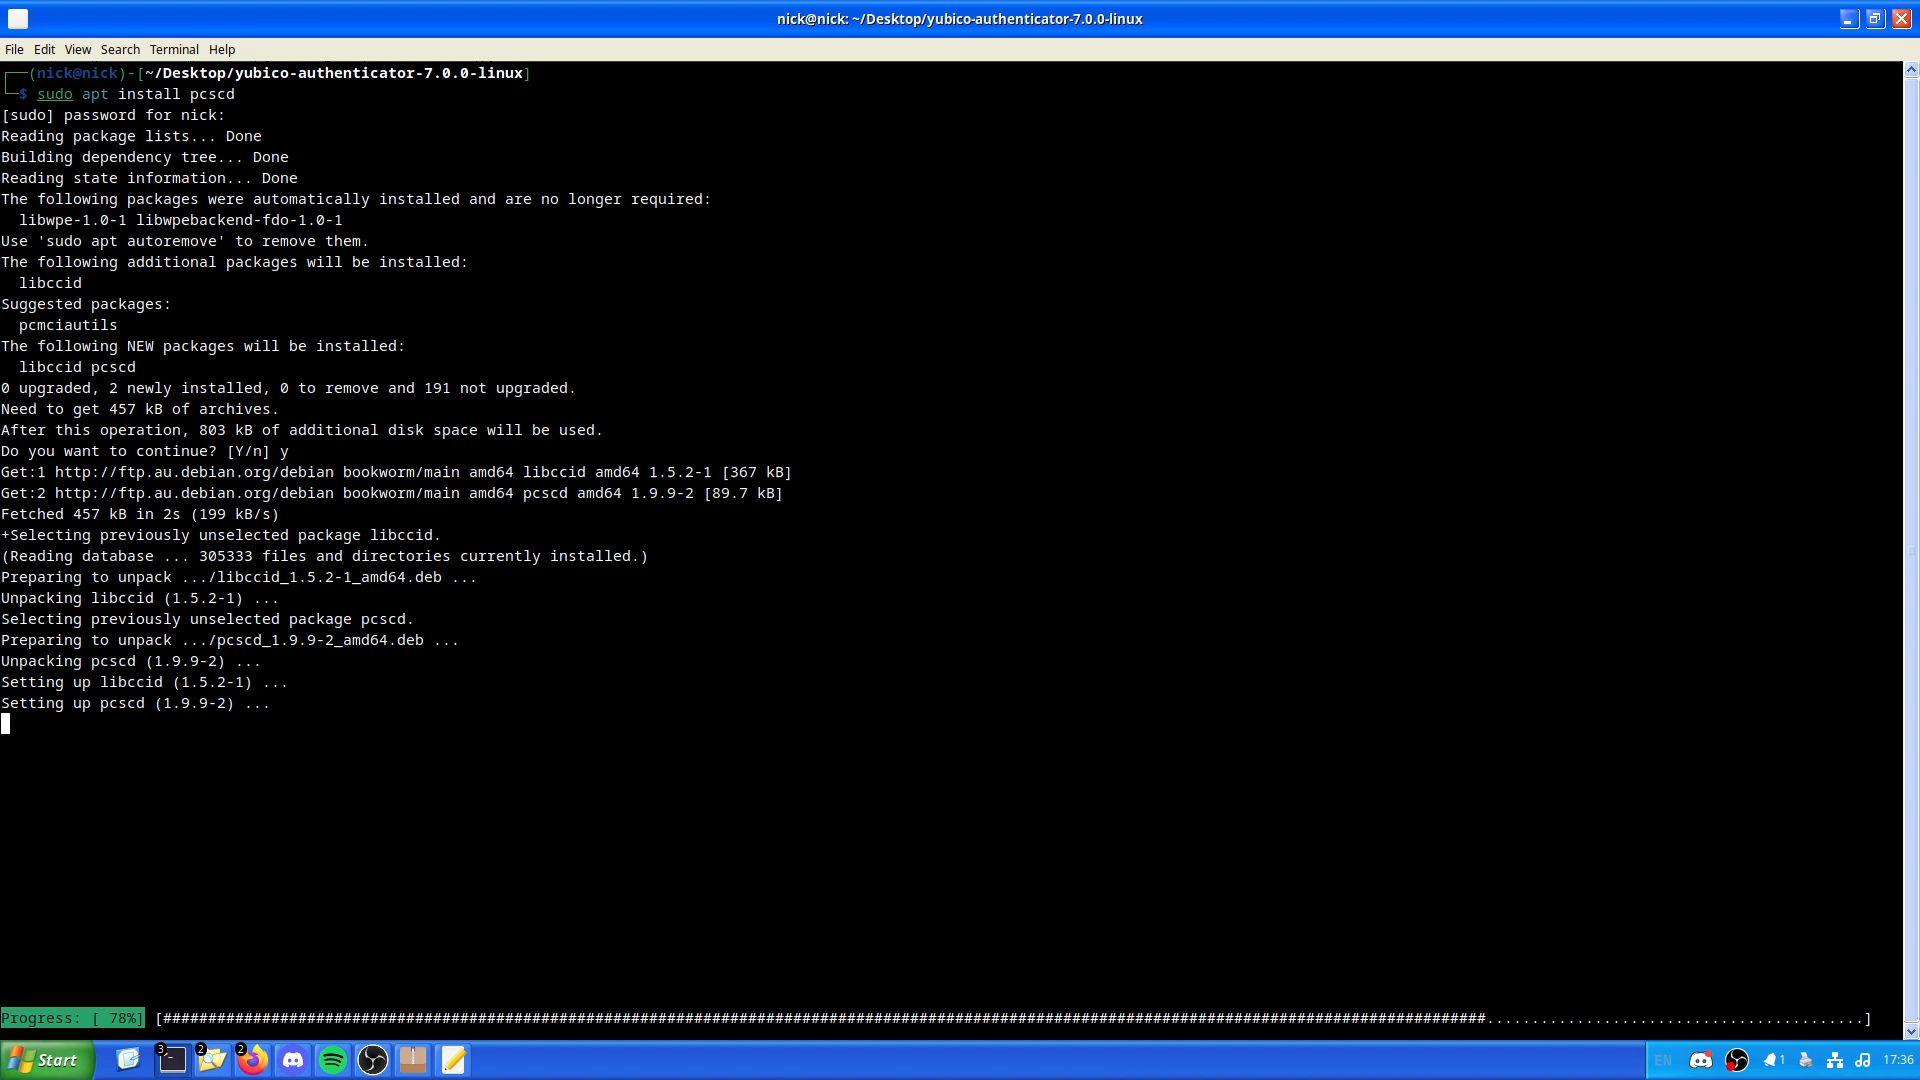 nick@nick: ~/Desktop/yubico-authenticator-7.0.0-linux
File Edit View Search Terminal Help
┌──(nick@nick)-[~/Desktop/yubico-authenticator-7.0.0-linux]
└─$ sudo apt install pcscd
[sudo] password for nick:
Reading package lists... Done
Building dependency tree... Done
Reading state information... Done
The following packages were automatically installed and are no longer required:
  libwpe-1.0-1 libwpebackend-fdo-1.0-1
Use 'sudo apt autoremove' to remove them.
The following additional packages will be installed:
  libccid
Suggested packages:
  pcmciautils
The following NEW packages will be installed:
  libccid pcscd
0 upgraded, 2 newly installed, 0 to remove and 191 not upgraded.
Need to get 457 kB of archives.
After this operation, 803 kB of additional disk space will be used.
Do you want to continue? [Y/n] y
Get:1 http://ftp.au.debian.org/debian bookworm/main amd64 libccid amd64 1.5.2-1 [367 kB]
Get:2 http://ftp.au.debian.org/debian bookworm/main amd64 pcscd amd64 1.9.9-2 [89.7 kB]
Fetched 457 kB in 2s (199 kB/s)
+Selecting previously unselected package libccid.
(Reading database ... 305333 files and directories currently installed.)
Preparing to unpack .../libccid_1.5.2-1_amd64.deb ...
Unpacking libccid (1.5.2-1) ...
Selecting previously unselected package pcscd.
Preparing to unpack .../pcscd_1.9.9-2_amd64.deb ...
Unpacking pcscd (1.9.9-2) ...
Setting up libccid (1.5.2-1) ...
Setting up pcscd (1.9.9-2) ...
Progress: [ 78%] [###################################################################################################################################################..........................................]
Start 3 2 2 EN 1 17:36